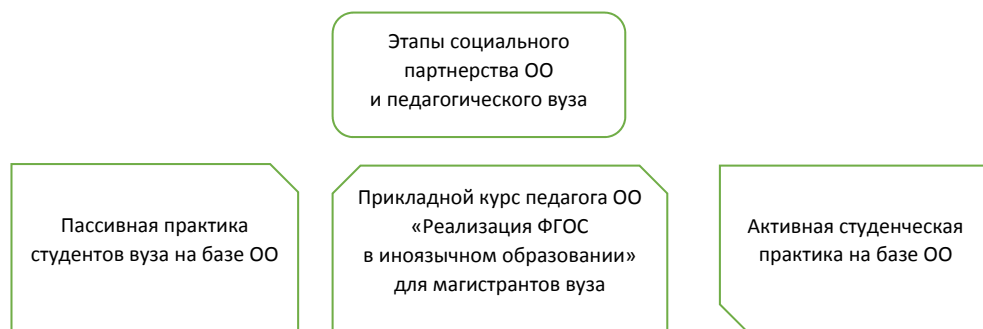 Этапы социального
партнерства ОО
и педагогического вуза
Пассивная практика
студентов вуза на базе ОО
Прикладной курс педагога ОО
«Реализация ФГОС
в иноязычном образовании»
для магистрантов вуза
Активная студенческая
практика на базе ОО